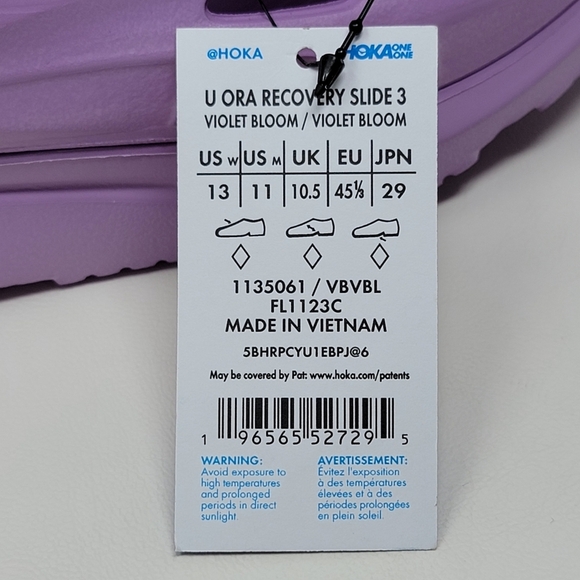 @HOKA HOKA ONE ONE
U ORA RECOVERY SLIDE 3
VIOLET BLOOM / VIOLET BLOOM
US W US M UK EU JPN
13 11 10.5 45⅓ 29
1135061 / VBVBL
FL1123C
MADE IN VIETNAM
5BHRPCYU1EBPJ@6
May be covered by Pat: www.hoka.com/patents
1 96565 52729 5
WARNING:
Avoid exposure to
high temperatures
and prolonged
periods in direct
sunlight.
AVERTISSEMENT:
Évitez l'exposition
à des températures
élevées et à des
périodes prolongées
en plein soleil.